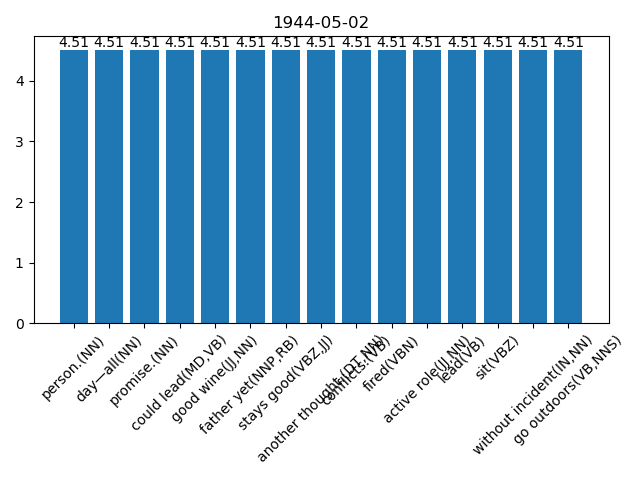 1944-05-02
4.51 4.51 4.51 4.51 4.51 4.51 4.51 4.51 4.51 4.51 4.51 4.51 4.51 4.51 4.51
4
3
2
1
0
person.(NN)
day—all(NN)
promise.(NN)
could lead(MD,VB)
good wine(JJ,NN)
father yet(NNP,RB)
stays good(VBZ,JJ)
another thought(DT,NN)
conflicts.(VB)
fired(VBN)
active role(JJ,NN)
lead(VB)
sit(VBZ)
without incident(IN,NN)
go outdoors(VB,NNS)